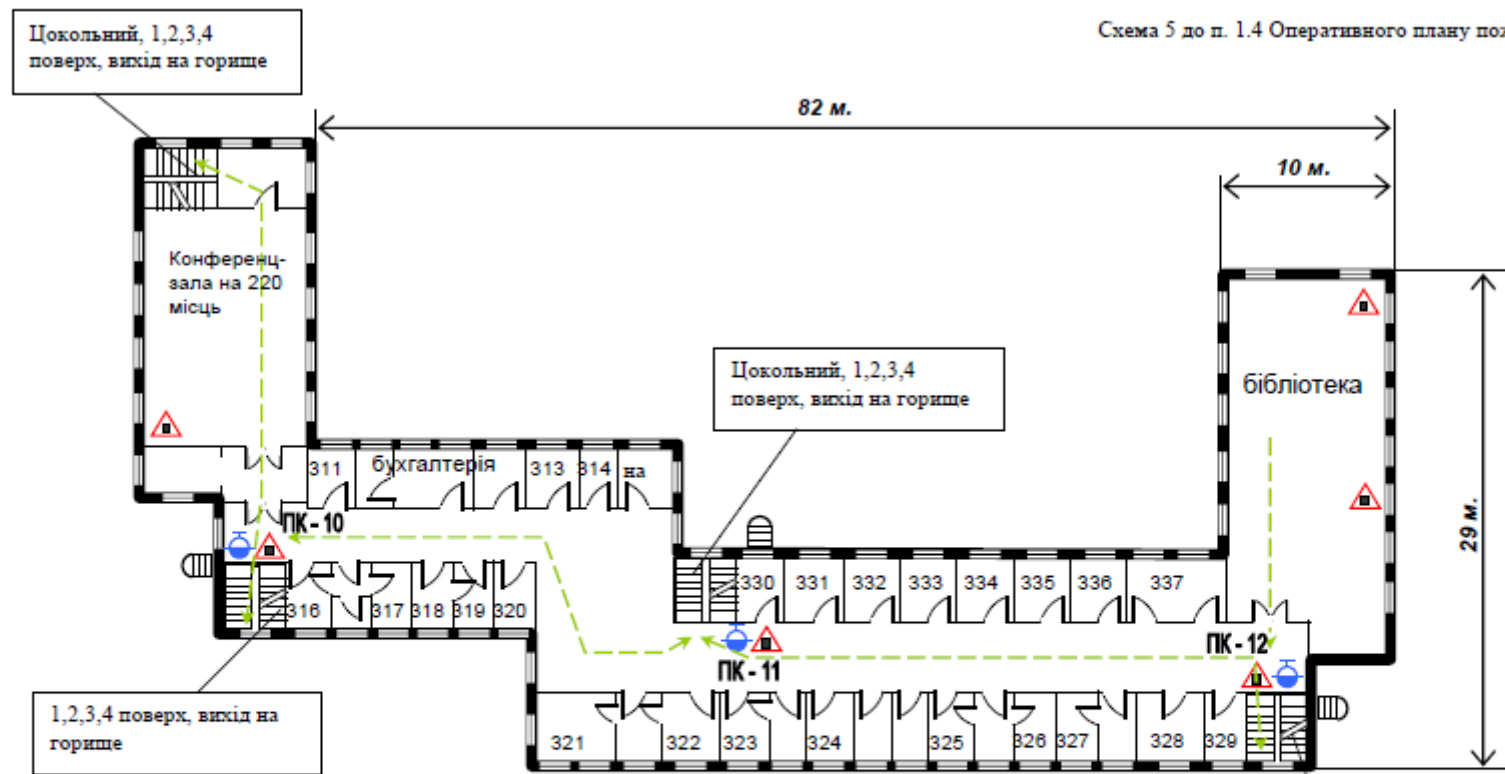 Схема 5 до п. 1.4 Оперативного плану
Цокольний, 1,2,3,4
поверх, вихід на горище
82 м.
10 м.
Конференц-
зала на 220
місць
Цокольний, 1,2,3,4
поверх, вихід на горище
бібліотека
29 м.
311
бухгалтерія
313
314
на
ПК - 10
330
331
332
333
334
335
336
337
316
317
318
319
320
ПК - 11
ПК - 12
1,2,3,4 поверх, вихід на
горище
321
322
323
324
325
326
327
328
329